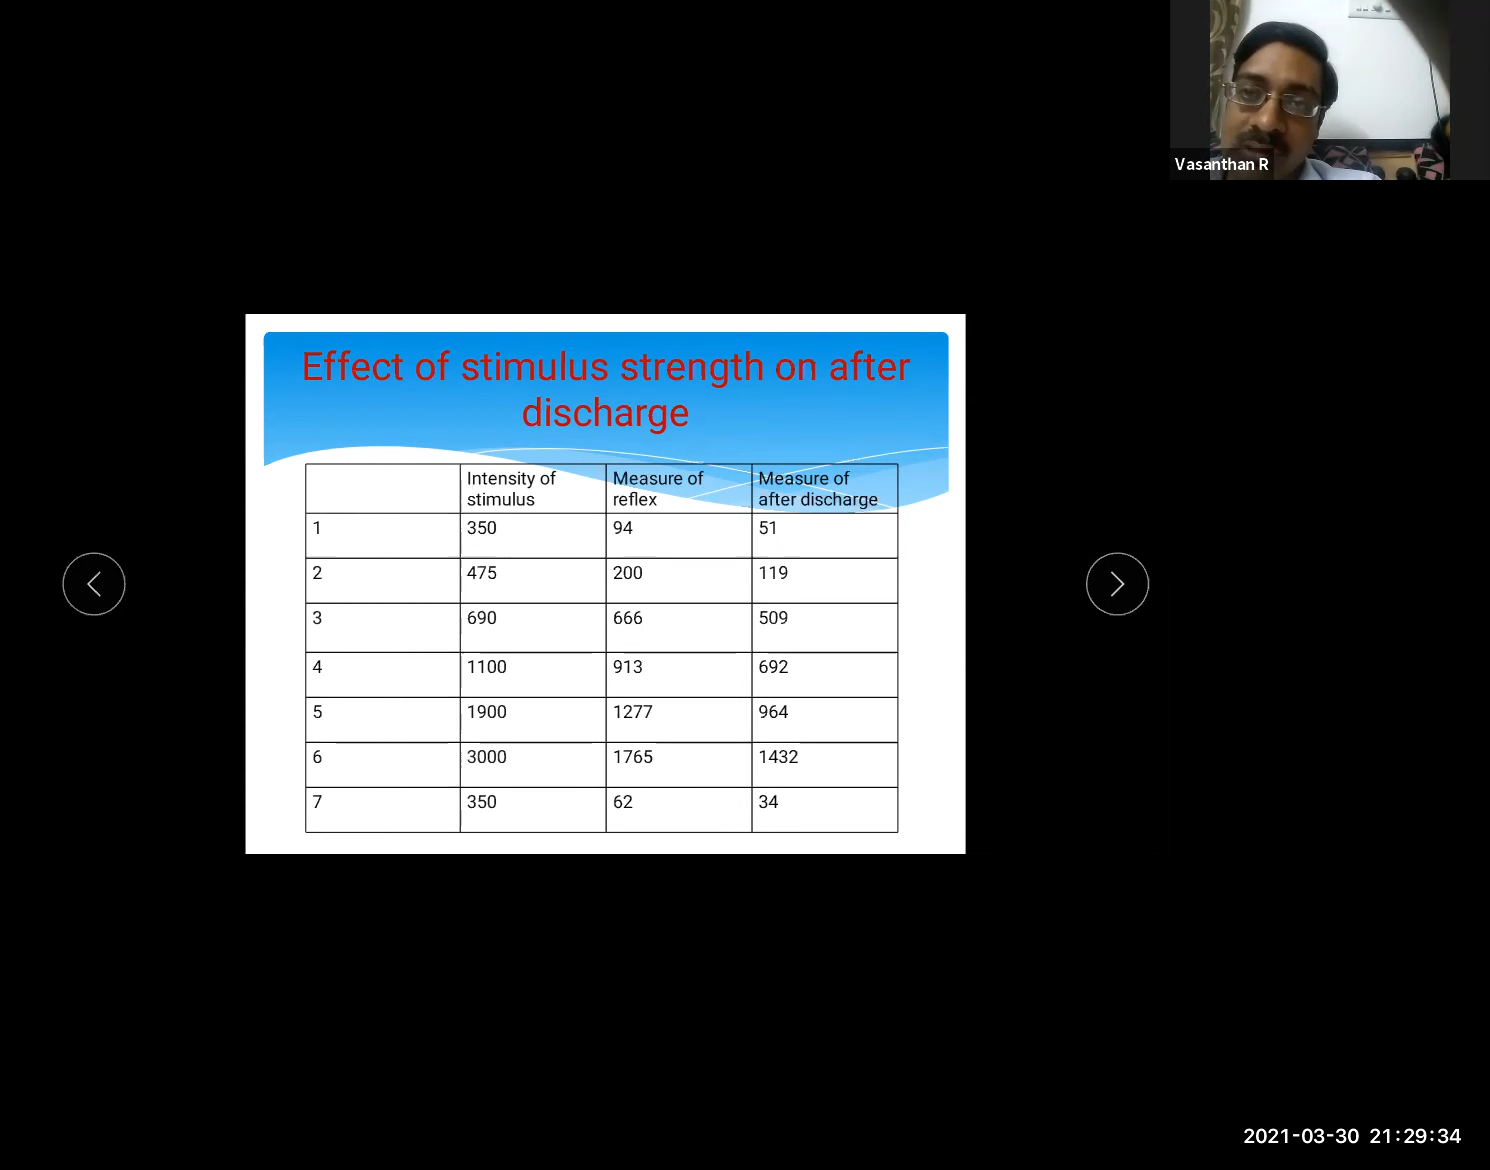 Vasanthan R
Effect of stimulus strength on after
discharge
Intensity of stimulus Measure of reflex Measure of after discharge
1 350 94 51
2 475 200 119
3 690 666 509
4 1100 913 692
5 1900 1277 964
6 3000 1765 1432
7 350 62 34
2021-03-30 21:29:34